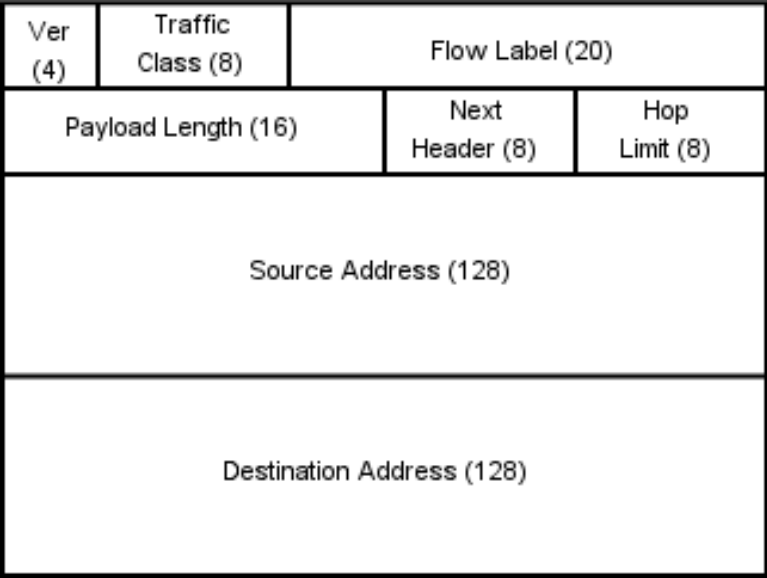 Ver
(4)
Traffic
Class (8)
Flow Label (20)
Payload Length (16)
Next
Header (8)
Hop
Limit (8)
Source Address (128)
Destination Address (128)